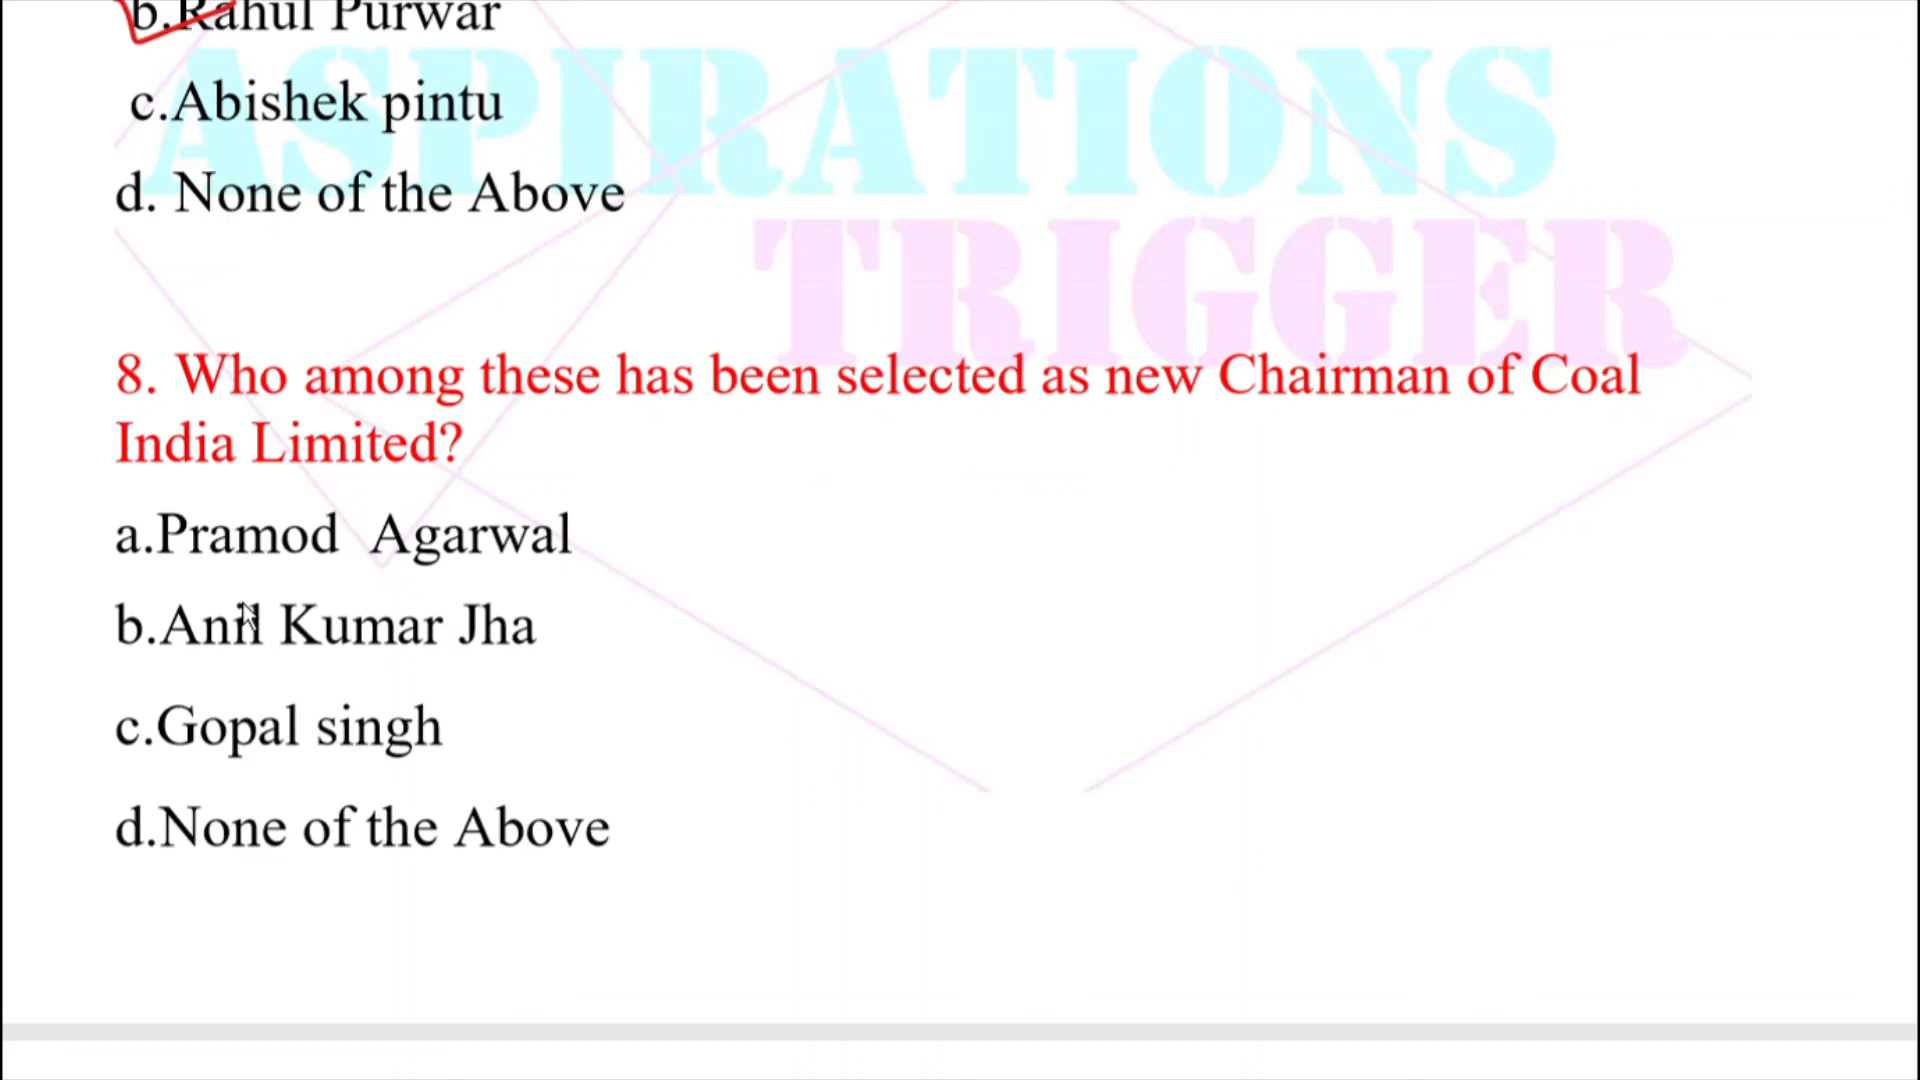 b.Rahul Purwar
c.Abishek pintu
d. None of the Above
ASPIRATIONS
TRIGGER
8. Who among these has been selected as new Chairman of Coal
India Limited?
a.Pramod  Agarwal
b.Anil Kumar Jha
c.Gopal singh
d.None of the Above